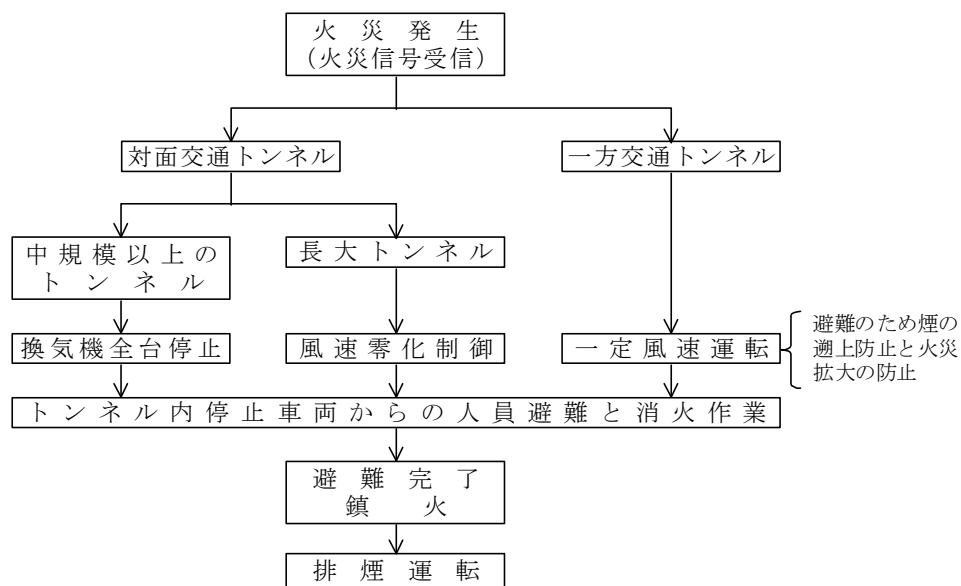 火災発生
(火災信号受信)
対面交通トンネル
一方交通トンネル
中規模以上の
トンネル
長大トンネル
換気機全台停止
風速零化制御
一定風速運転
避難のため煙の
遡上防止と火災
拡大の防止
トンネル内停止車両からの人員避難と消火作業
避難完了
鎮火
排煙運転